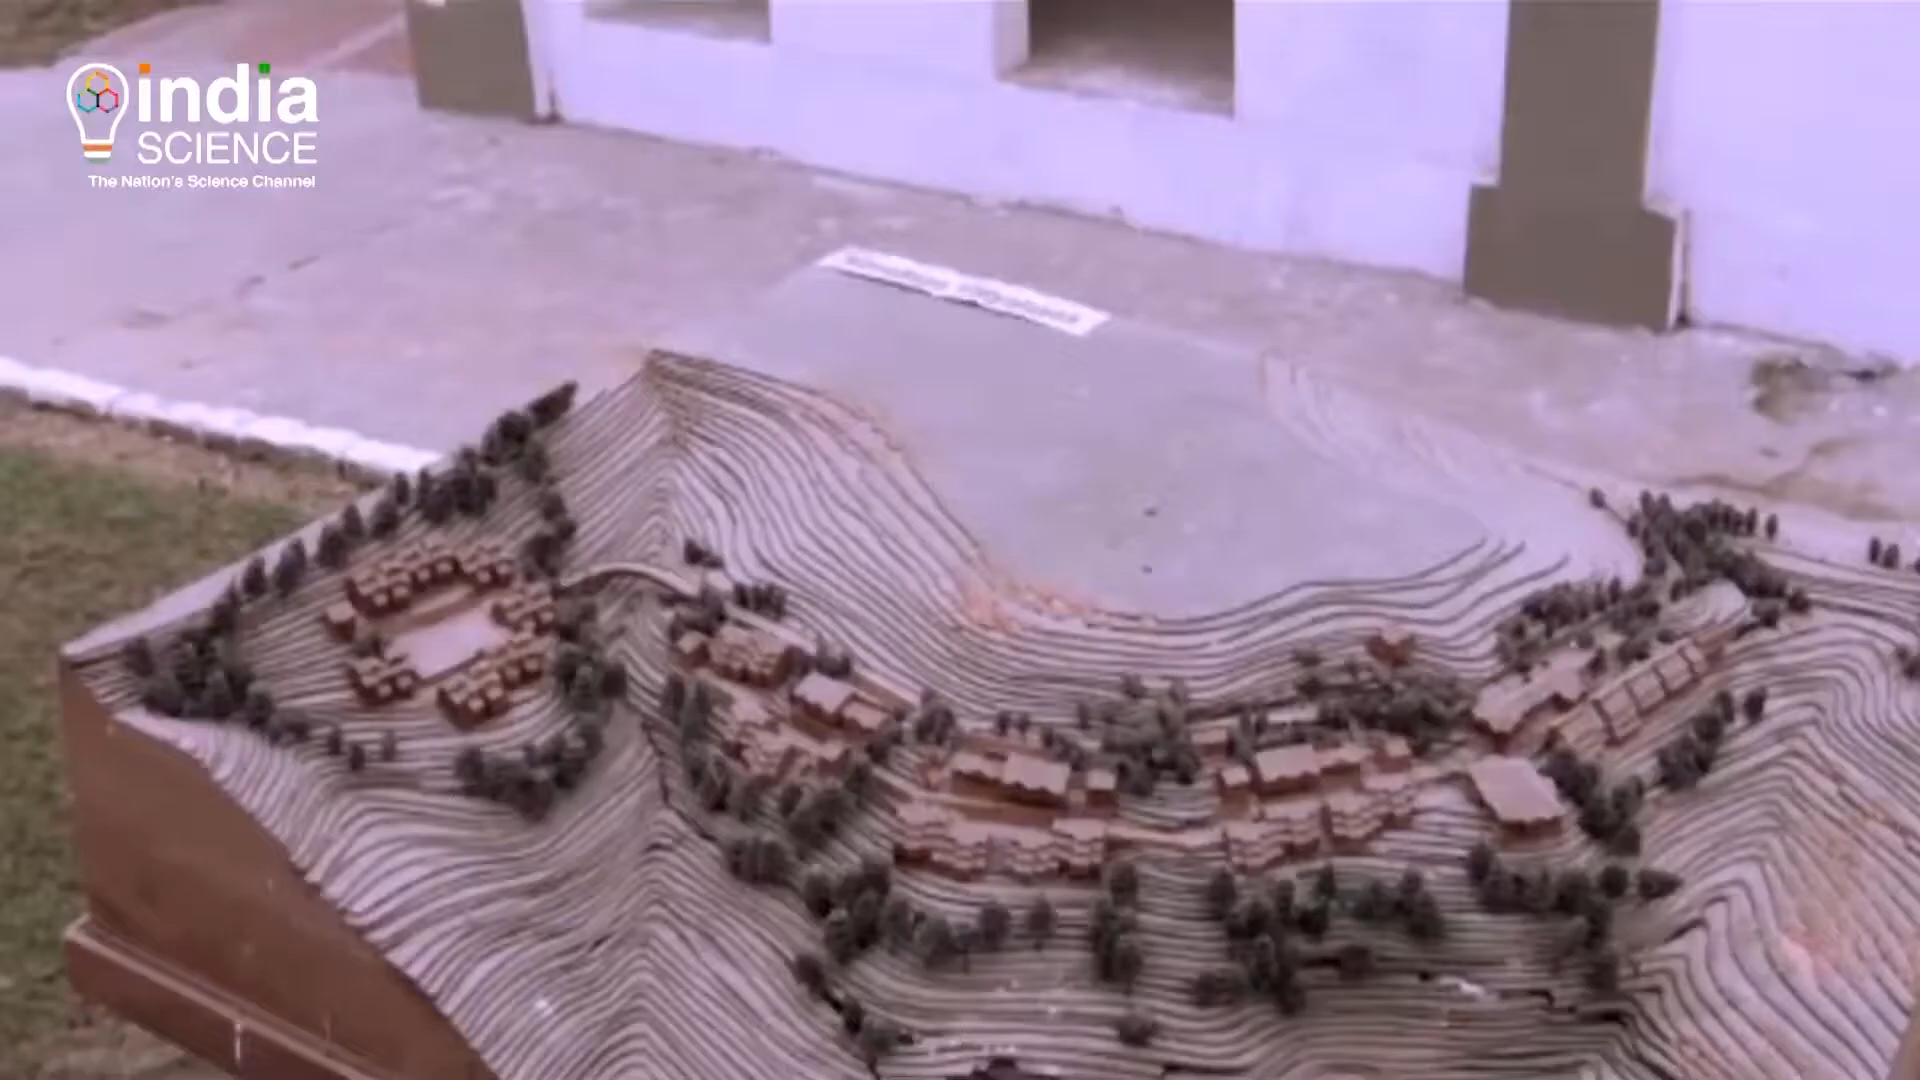 india
SCIENCE
The Nation's Science Channel